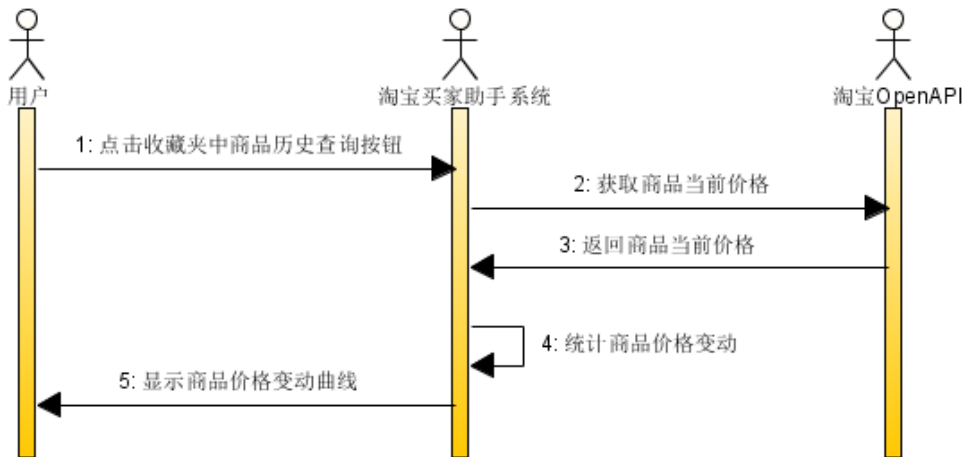 用户
淘宝买家助手系统
淘宝OpenAPI
1: 点击收藏夹中商品历史查询按钮
2: 获取商品当前价格
3: 返回商品当前价格
4: 统计商品价格变动
5: 显示商品价格变动曲线